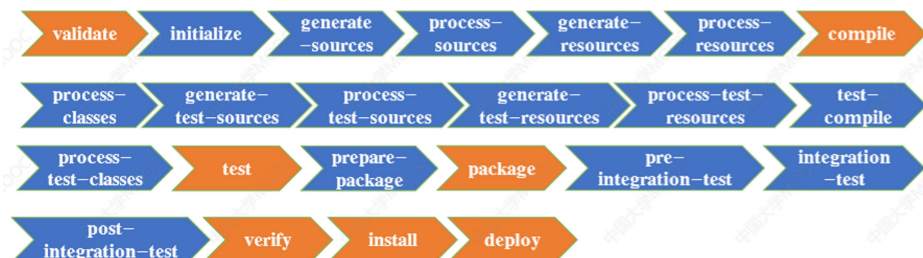 validate
initialize
generate
-sources
process-
sources
generate-
resources
process-
resources
compile
process-
classes
generate-
test-sources
process-
test-sources
generate-
test-resources
process-test-
resources
test-
compile
process-
test-classes
test
prepare-
package
package
pre-
integration-test
integration
-test
post-
integration-test
verify
install
deploy